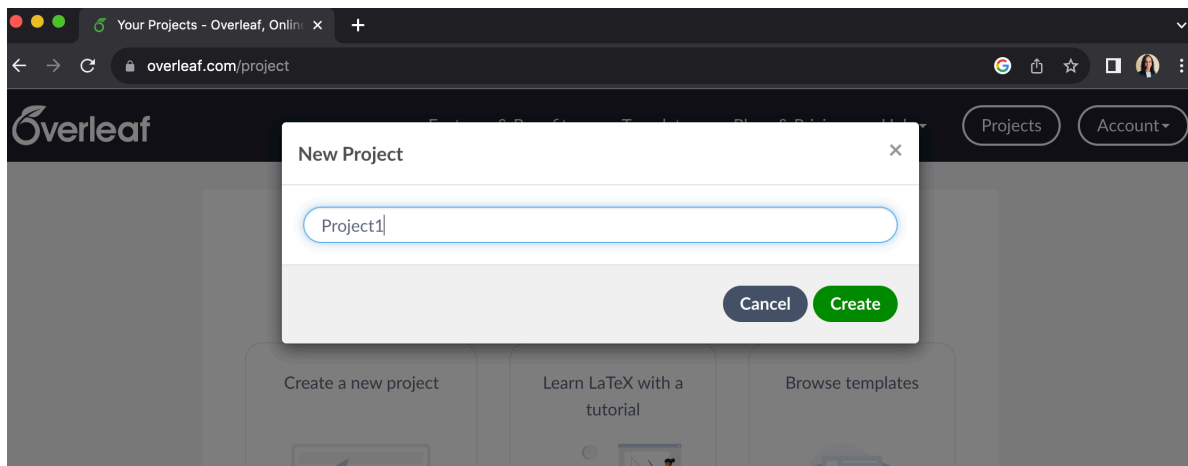 Your Projects - Overleaf, Onlin
overleaf.com/project
Overleaf
Projects
Account
New Project
Project1
Cancel
Create
Create a new project
Learn LaTeX with a
tutorial
Browse templates